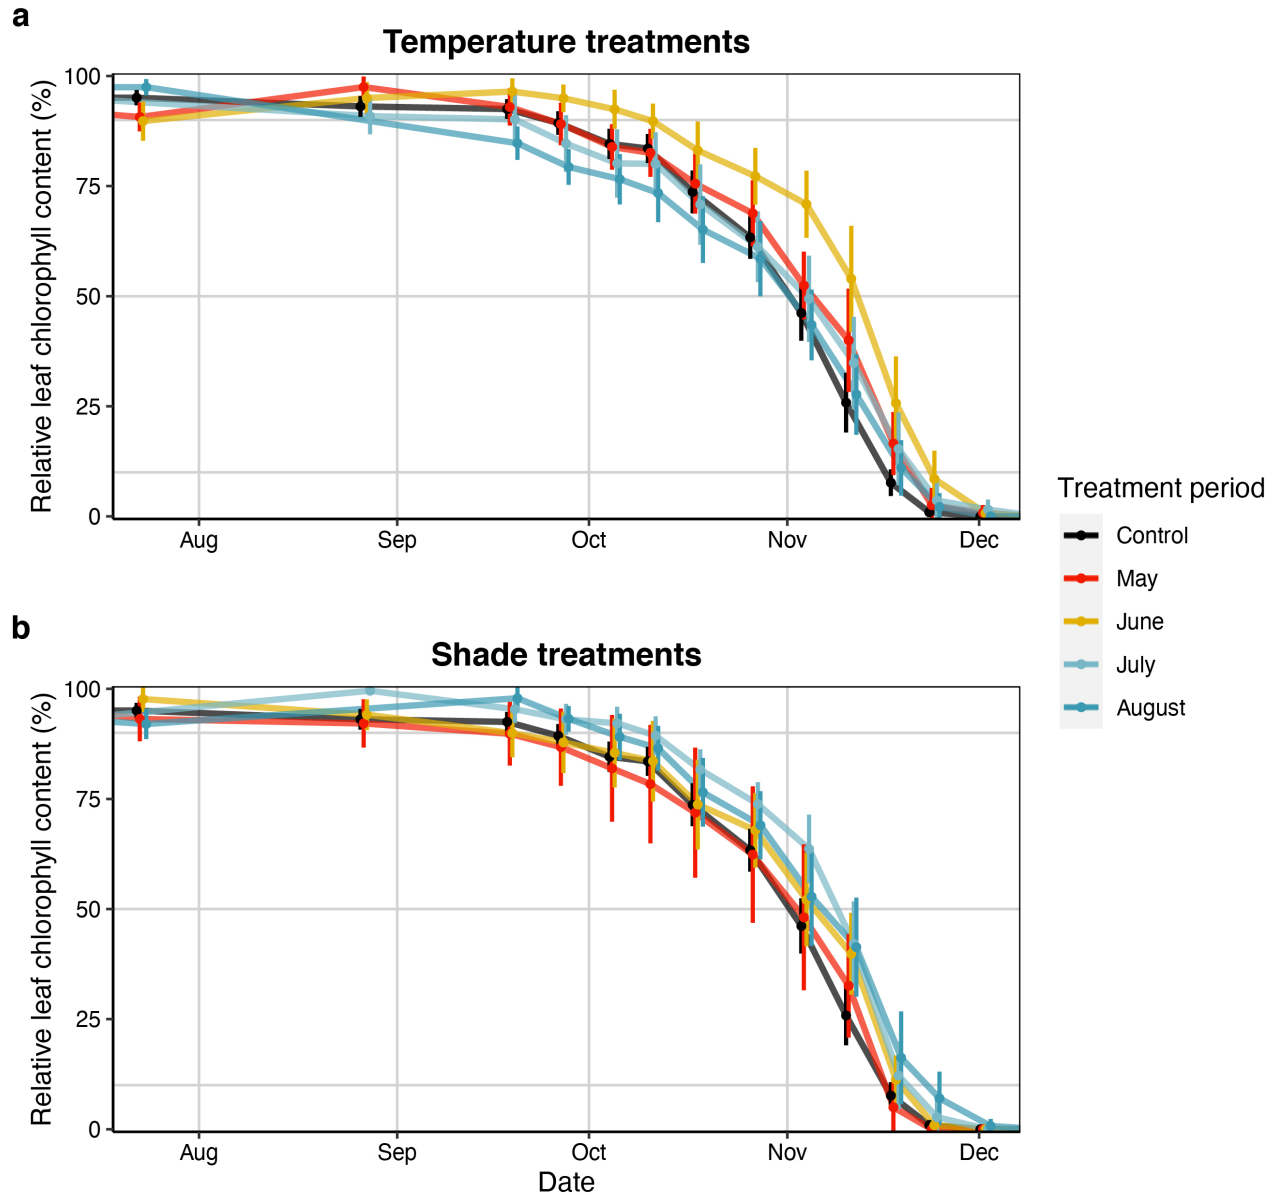 a
Temperature treatments
Relative leaf chlorophyll content (%)
100
75
50
25
0
Aug Sep Oct Nov Dec
Treatment period
Control
May
June
July
August
b
Shade treatments
Relative leaf chlorophyll content (%)
100
75
50
25
0
Aug Sep Oct Nov Dec
Date